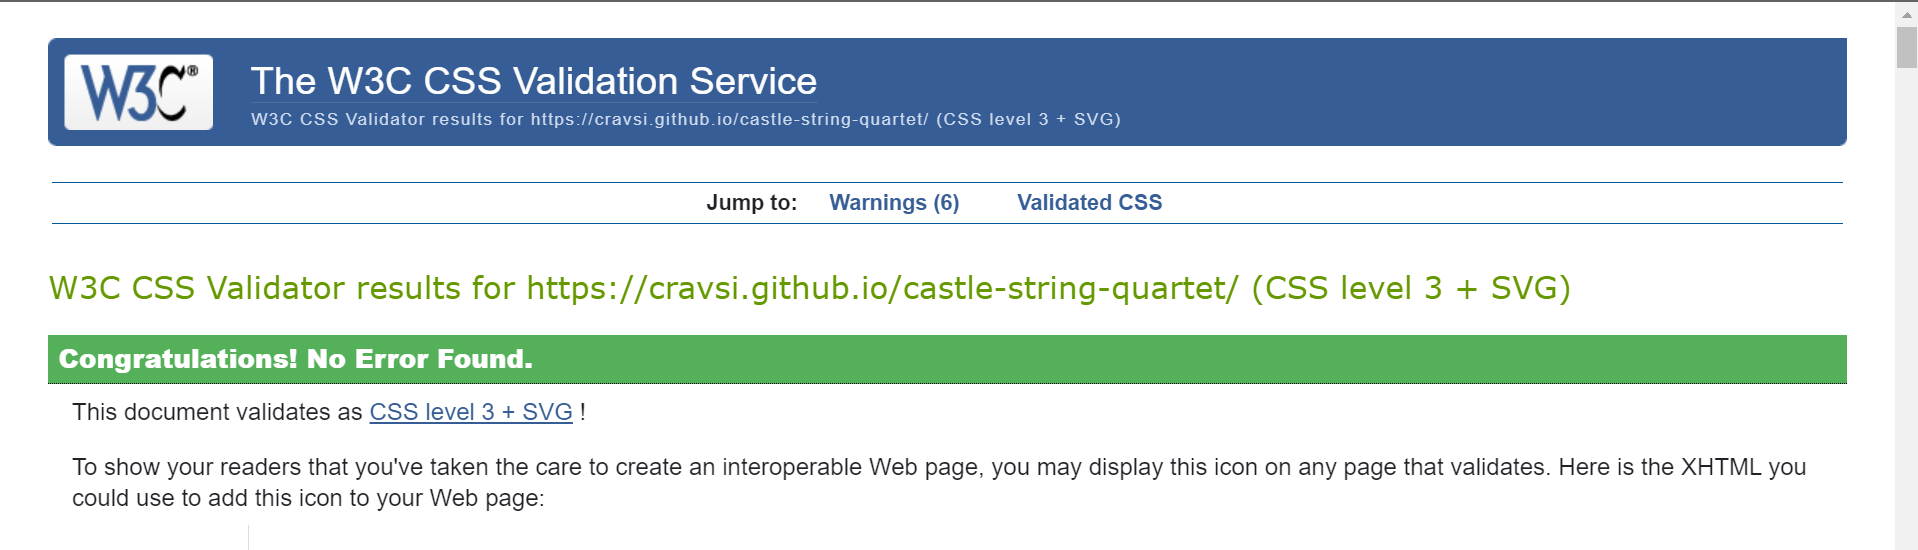 W3C®
The W3C CSS Validation Service
W3C CSS Validator results for https://cravsi.github.io/castle-string-quartet/ (CSS level 3 + SVG)
Jump to: Warnings (6) Validated CSS
W3C CSS Validator results for https://cravsi.github.io/castle-string-quartet/ (CSS level 3 + SVG)
Congratulations! No Error Found.
This document validates as CSS level 3 + SVG !
To show your readers that you've taken the care to create an interoperable Web page, you may display this icon on any page that validates. Here is the XHTML you
could use to add this icon to your Web page: